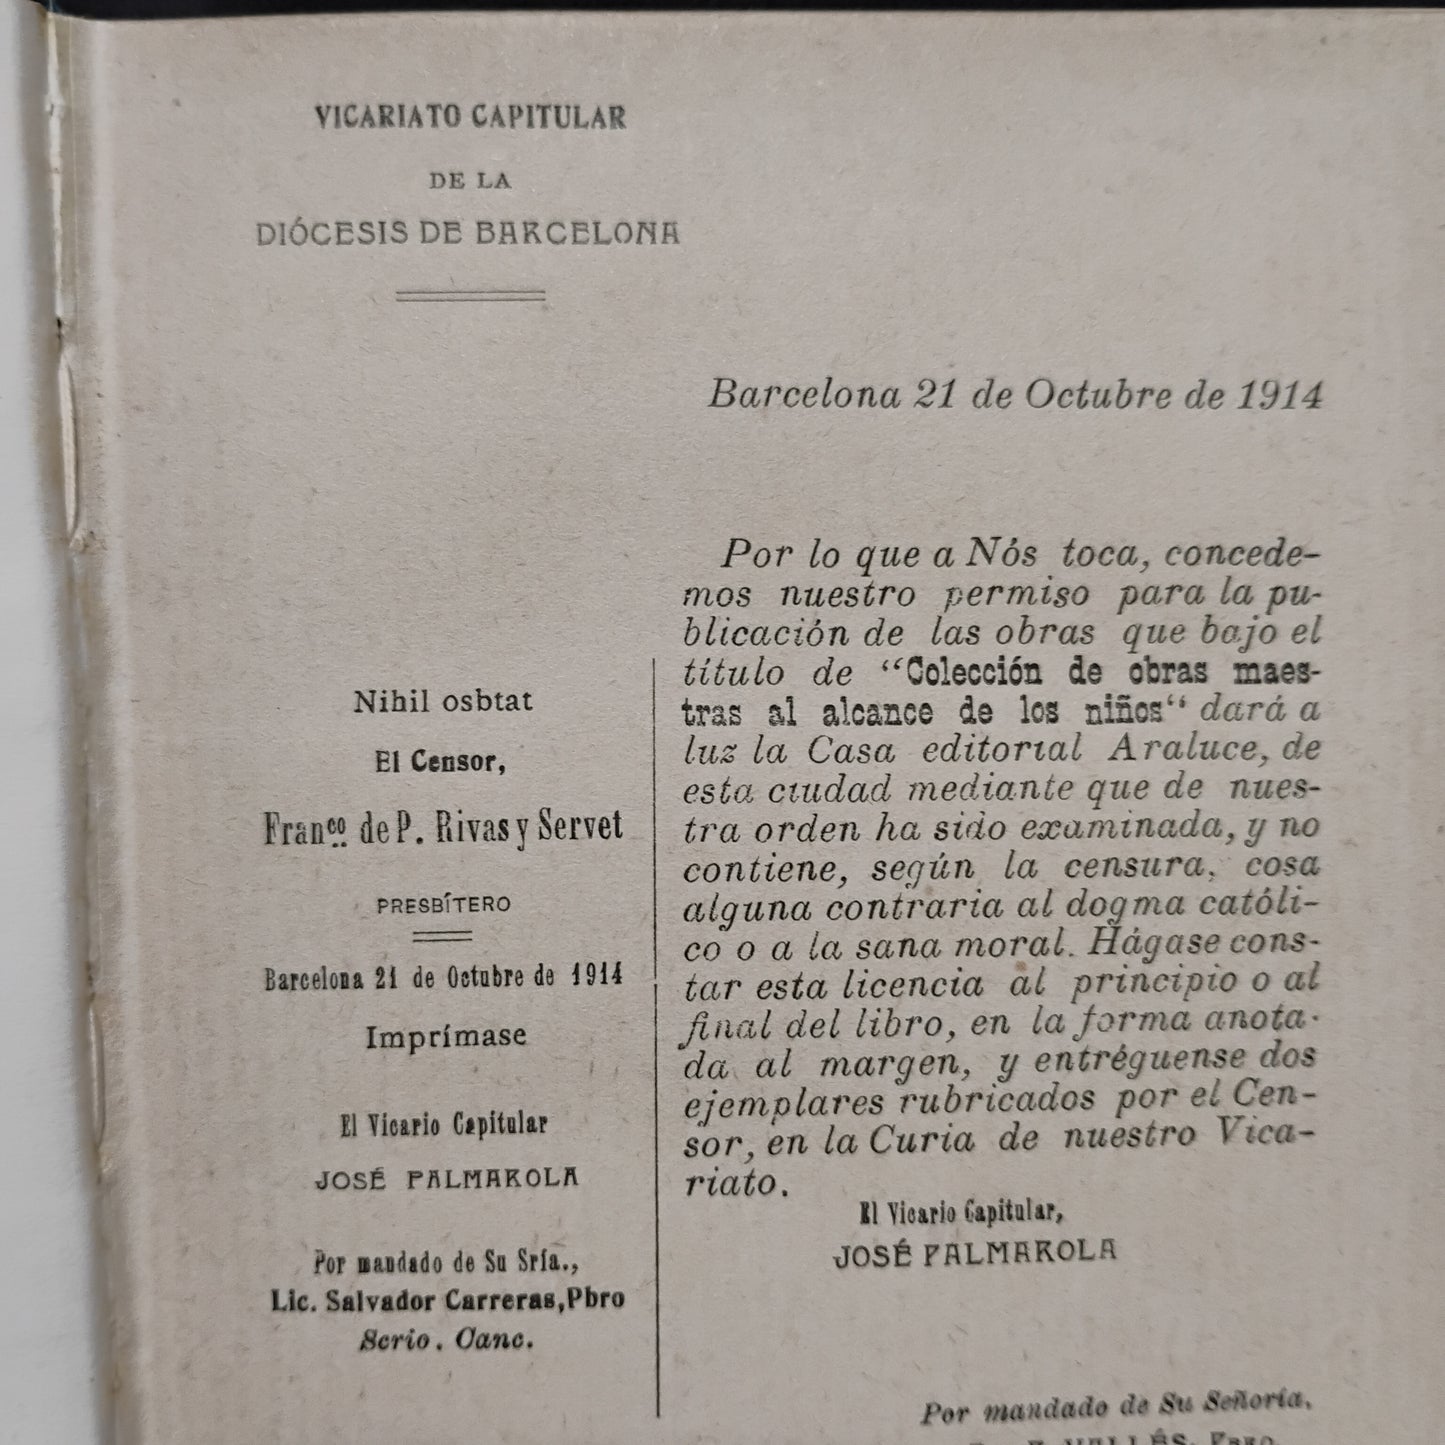 VICARIATO CAPITULAR
DE LA
DIÓCESIS DE BARCELONA
Barcelona 21 de Octubre de 1914
Nihil osbtat
El Censor,
Fran.co de P. Rivas y Servet
PRESBÍTERO
Barcelona 21 de Octubre de 1914
Imprímase
El Vicario Capitular
JOSÉ PALMAROLA
Por mandado de Su Sría.,
Lic. Salvador Carreras, Pbro
Scrio. Canc.
Por lo que a Nós toca, concede-
mos nuestro permiso para la pu-
blicación de las obras que bajo el
título de "Colección de obras maes-
tras al alcance de los niños" dará a
luz la Casa editorial Araluce, de
esta ciudad mediante que de nues-
tra orden ha sido examinada, y no
contiene, según la censura, cosa
alguna contraria al dogma católi-
co o a la sana moral. Hágase cons-
tar esta licencia al principio o al
final del libro, en la forma anota-
da al margen, y entréguense dos
ejemplares rubricados por el Cen-
sor, en la Curia de nuestro Vica-
riato.
El Vicario Capitular,
JOSÉ PALMAROLA
Por mandado de Su Señoría.
VALLÉS,